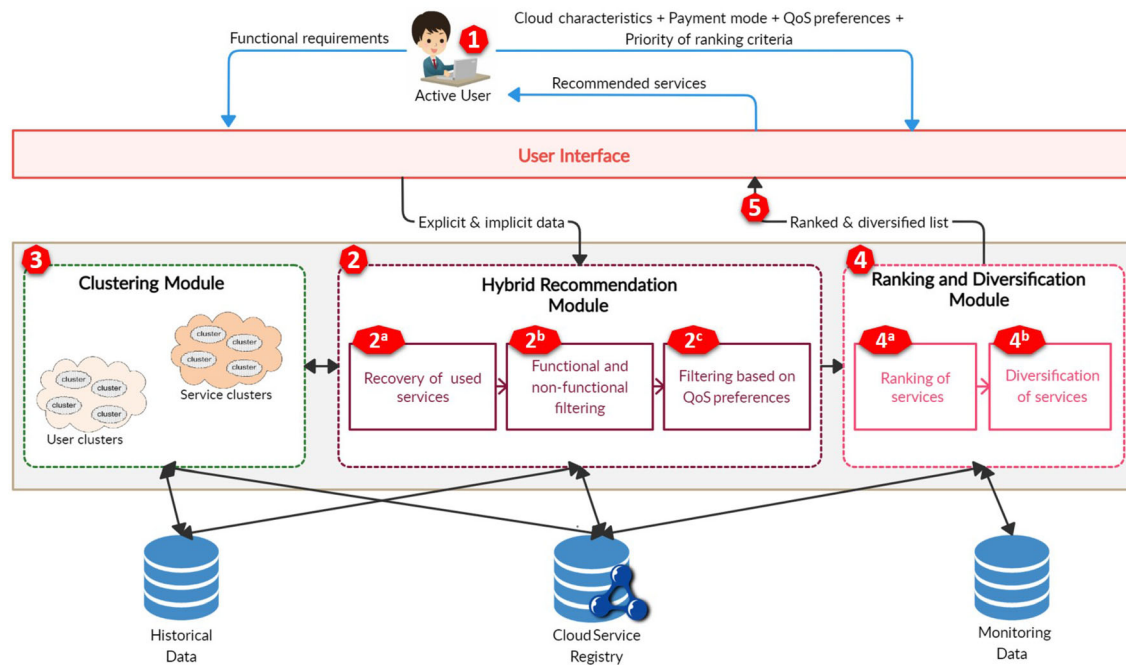 Cloud characteristics + Payment mode + QoS preferences +
Priority of ranking criteria
Functional requirements
1
Active User
Recommended services
User Interface
5
Explicit & implicit data
Ranked & diversified list
3
Clustering Module
cluster
cluster
cluster
cluster
Service clusters
cluster
cluster
cluster
cluster
User clusters
2
Hybrid Recommendation
Module
2a
Recovery of used
services
2b
Functional and
non-functional
filtering
2c
Filtering based on
QoS preferences
4
Ranking and Diversification
Module
4a
Ranking of
services
4b
Diversification
of services
Historical
Data
Cloud Service
Registry
Monitoring
Data